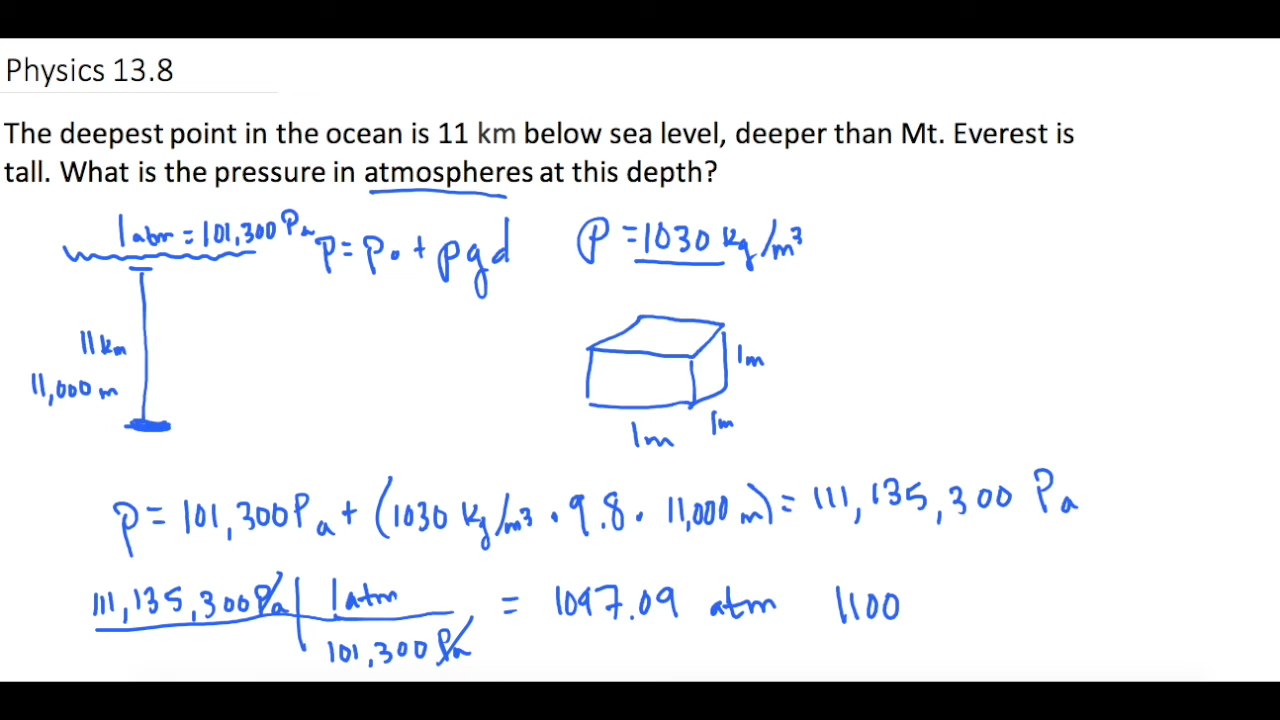 Physics 13.8
The deepest point in the ocean is 11 km below sea level, deeper than Mt. Everest is
tall. What is the pressure in atmospheres at this depth?
1 atm = 101,300 Pa
P = P₀ + ρgd
ρ = 1030 kg/m³
11 km
11,000 m
1m
1m
1m
P = 101,300 Pa + (1030 kg/m³ · 9.8 · 11,000 m) = 111,135,300 Pa
111,135,300 Pa | 1 atm = 1097.09 atm 1100
101,300 Pa